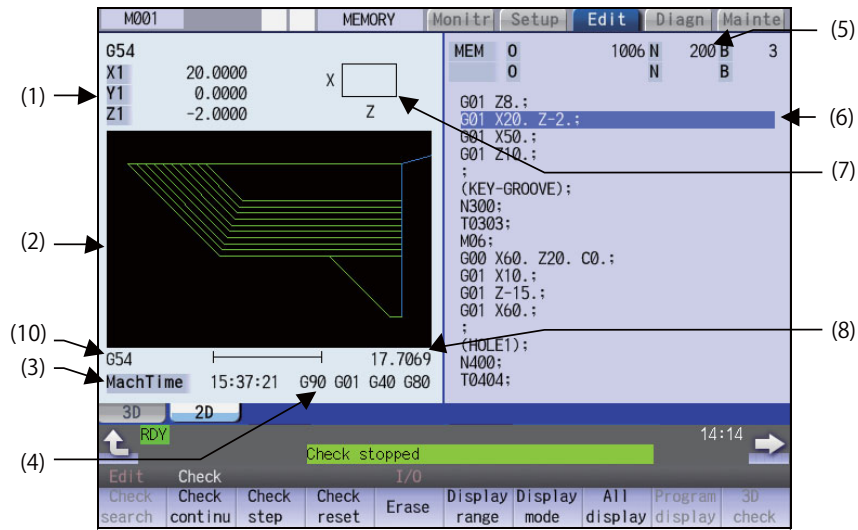 M001 MEMORY Monitr Setup Edit Diagn Mainte
(5)
G54
X1 20.0000
Y1 0.0000
Z1 -2.0000
(1)
X
Z
MEM O 1006 N 200 B 3
O N B
G01 Z8.;
G01 X20. Z-2.;
G01 X50.;
G01 Z10.;
;
(KEY-GROOVE);
N300;
T0303;
M06;
G00 X60. Z20. C0.;
G01 X10.;
G01 Z-15.;
G01 X60.;
;
(HOLE1);
N400;
T0404;
(6)
(7)
(2)
(8)
(10)
G54 17.7069
(3)
MachTime 15:37:21 G90 G01 G40 G80
3D 2D
(4)
RDY 14:14
Check stopped
Edit Check I/O
Check search
Check continu
Check step
Check reset
Erase
Display range
Display mode
All display
Program display
3D check